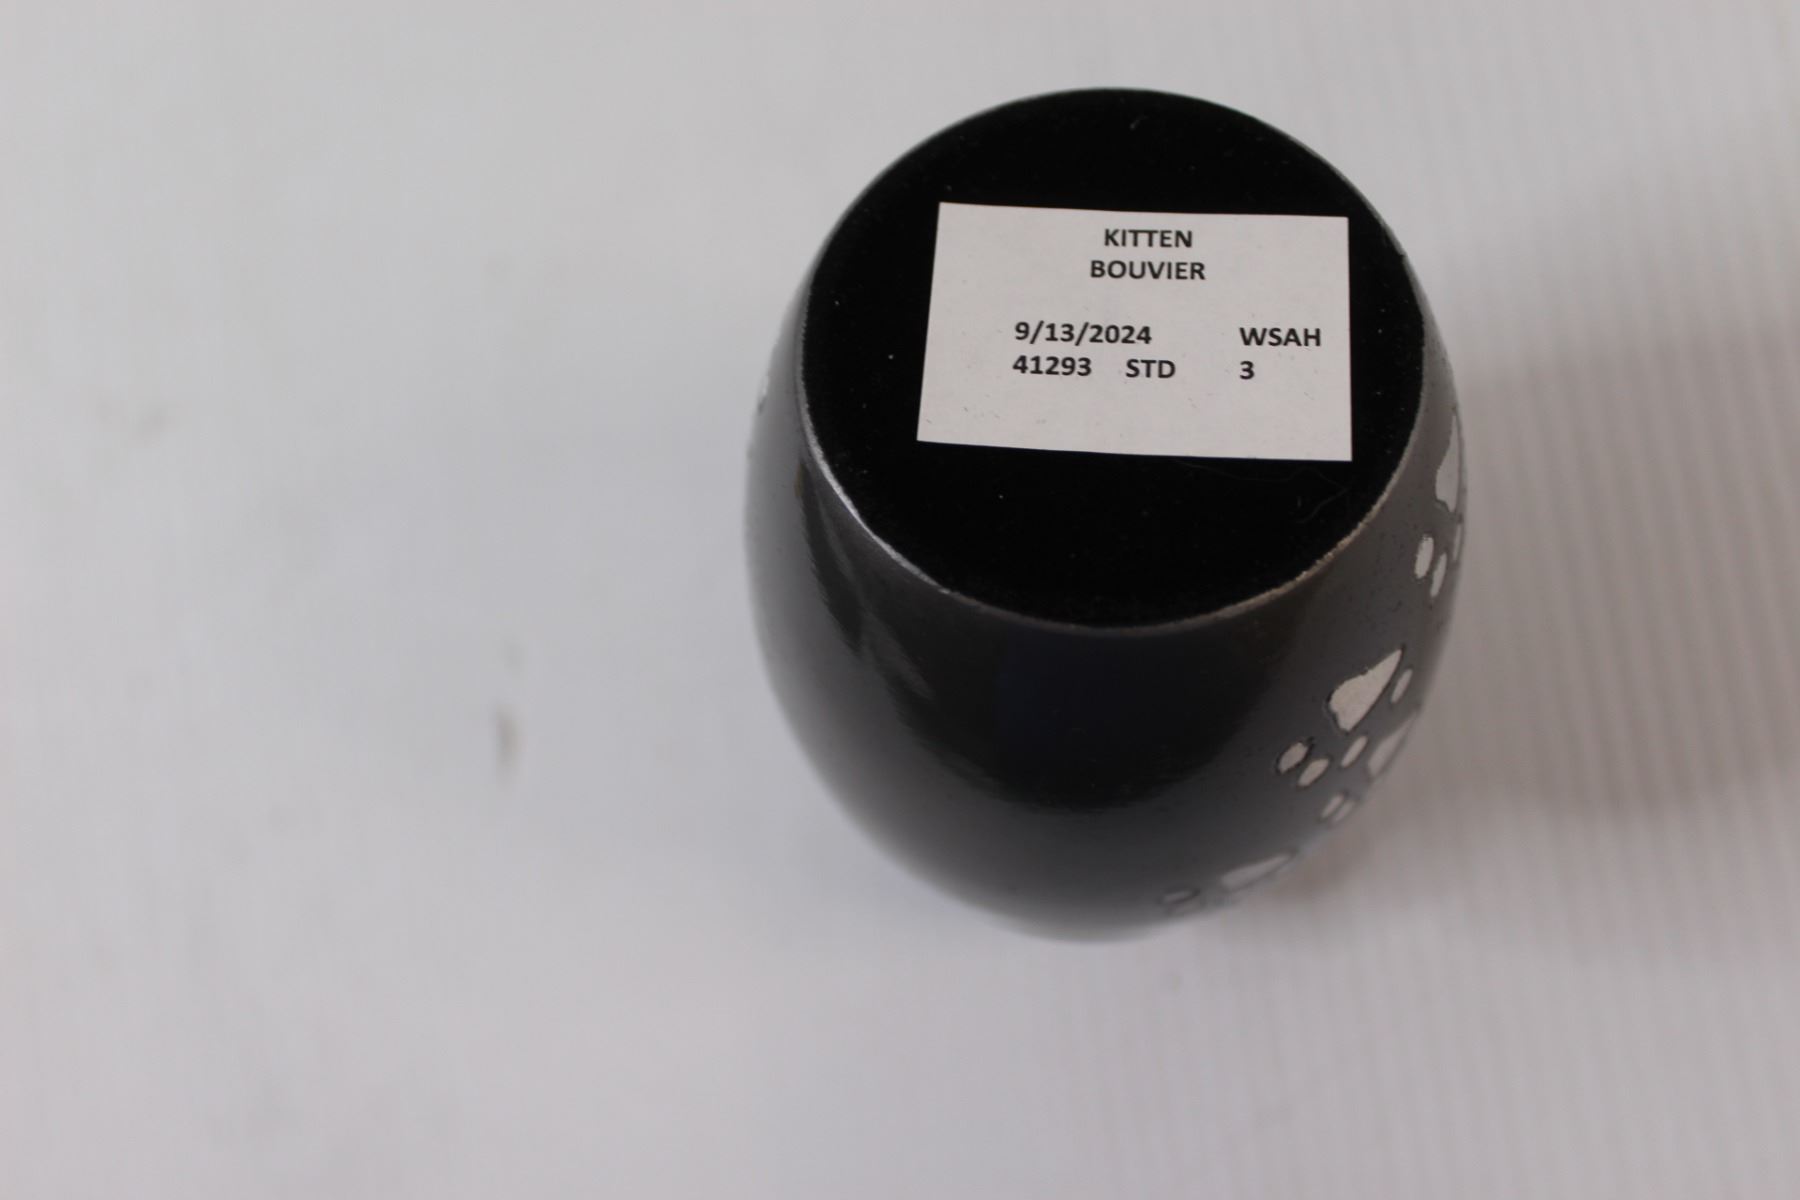 KITTEN
BOUVIER
9/13/2024 WSAH
41293 STD 3